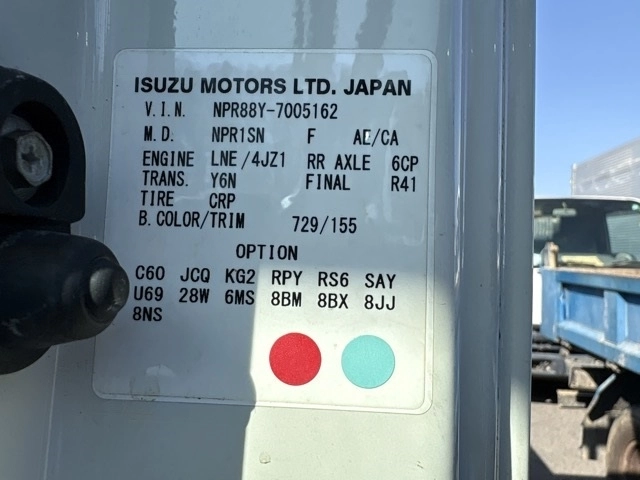 ISUZU MOTORS LTD. JAPAN
V.I.N. NPR88Y-7005162
M.D. NPR1SN F AE/CA
ENGINE LNE/4JZ1 RR AXLE 6CP
TRANS. Y6N FINAL R41
TIRE CRP
B.COLOR/TRIM 729/155
OPTION
C60 JCQ KG2 RPY RS6 SAY
U69 28W 6MS 8BM 8BX 8JJ
8NS